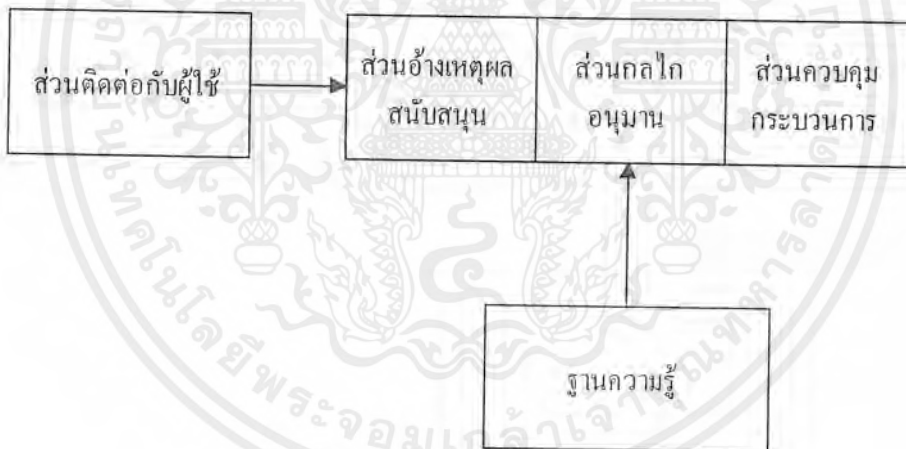 ส่วนติดต่อกับผู้ใช้
ส่วนอ้างเหตุผล
สนับสนุน
ส่วนกลไก
อนุมาน
ส่วนควบคุม
กระบวนการ
ฐานความรู้